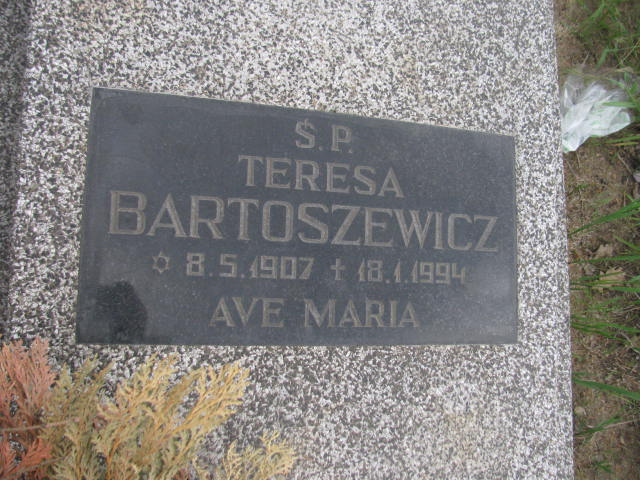 Ś.P.
TERESA
BARTOSZEWICZ
✡ 8.5.1907 ✝ 18.1.1994
AVE MARIA